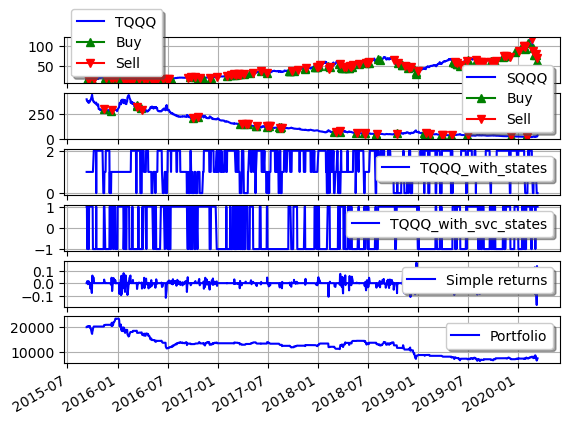 TQQQ
Buy
Sell
100
50
SQQQ
Buy
Sell
250
0
2
0
TQQQ_with_states
1
0
−1
TQQQ_with_svc_states
0.1
0.0
−0.1
Simple returns
20000
10000
Portfolio
2015-07 2016-01 2016-07 2017-01 2017-07 2018-01 2018-07 2019-01 2019-07 2020-01